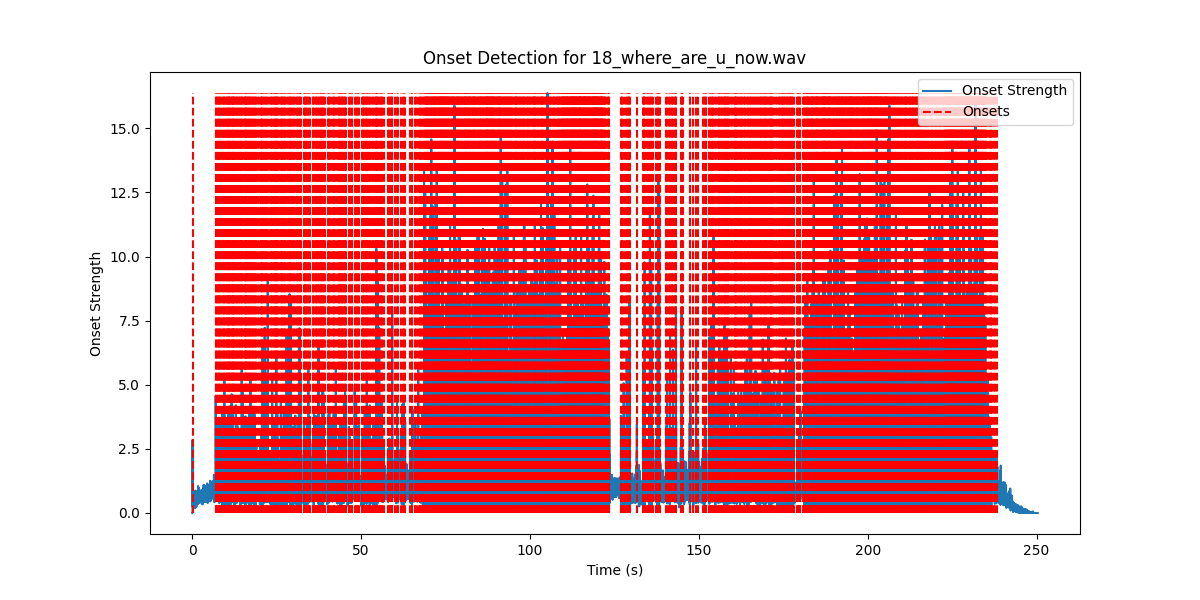 Onset Detection for 18_where_are_u_now.wav
Onset Strength
Onsets
15.0
12.5
10.0
7.5
5.0
2.5
0.0
Onset Strength
0 50 100 150 200 250
Time (s)